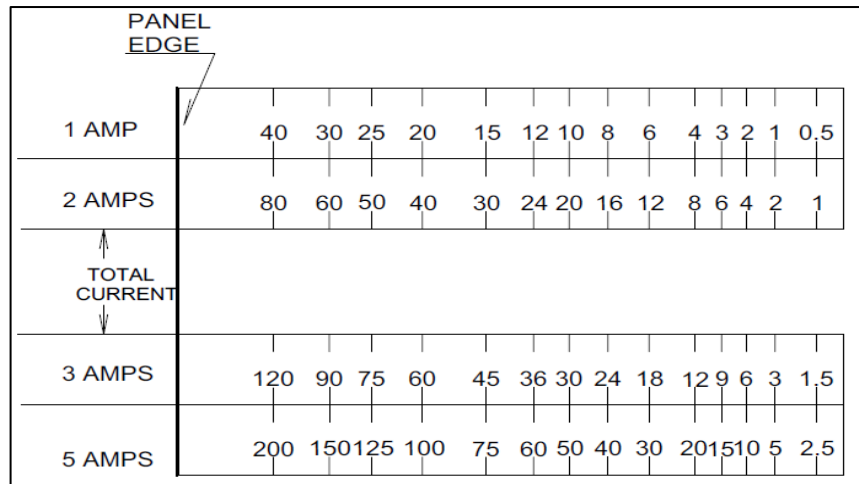 PANEL
EDGE
1 AMP 40 30 25 20 15 12 10 8 6 4 3 2 1 0.5
2 AMPS 80 60 50 40 30 24 20 16 12 8 6 4 2 1
TOTAL
CURRENT
3 AMPS 120 90 75 60 45 36 30 24 18 12 9 6 3 1.5
5 AMPS 200 150 125 100 75 60 50 40 30 20 15 10 5 2.5